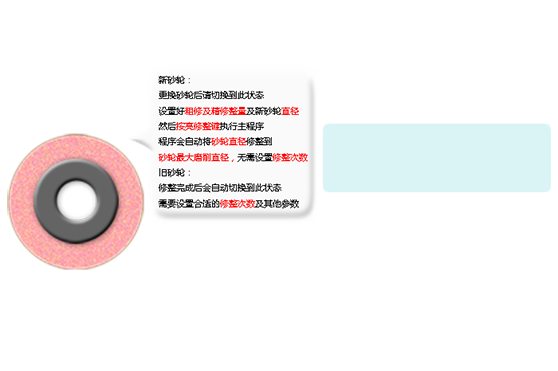 新砂轮：
更换砂轮后请切换到此状态
设置好粗修及精修整量及新砂轮直径
然后按亮修整键执行主程序
程序会自动将砂轮直径修整到
砂轮最大磨削直径，无需设置修整次数
旧砂轮：
修整完成后会自动切换到此状态
需要设置合适的修整次数及其他参数